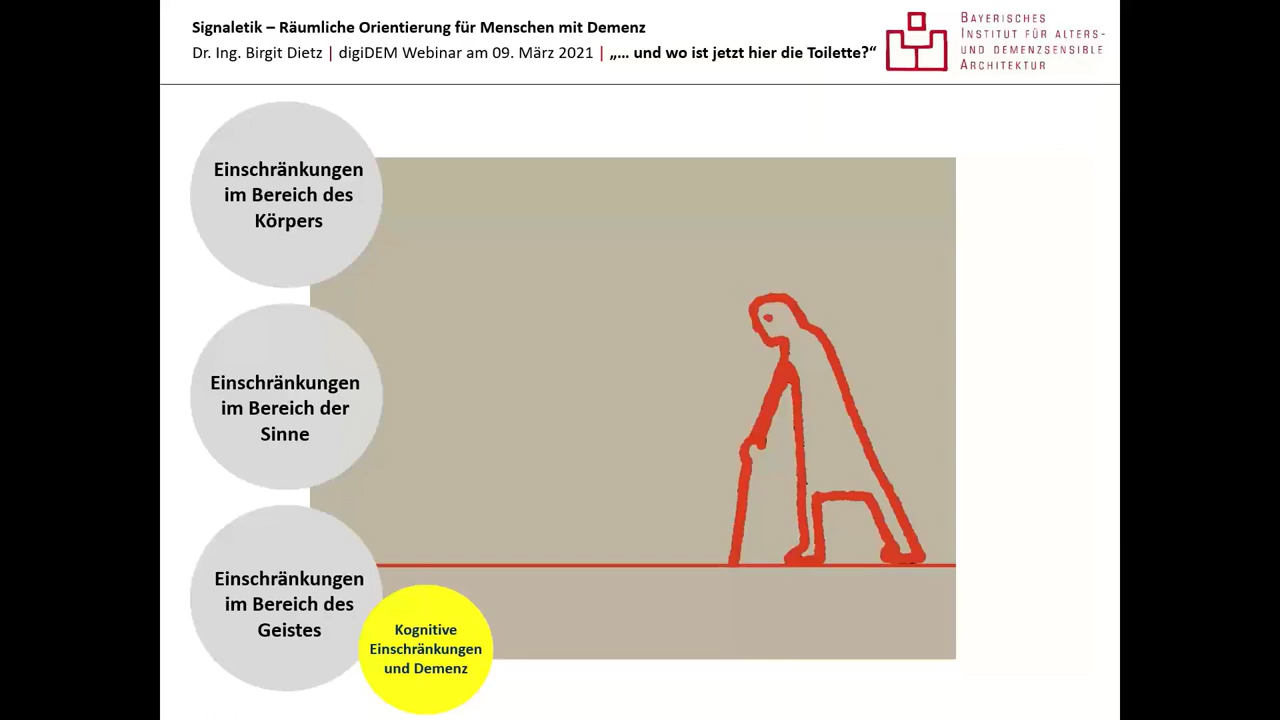 Signaletik – Räumliche Orientierung für Menschen mit Demenz
Dr. Ing. Birgit Dietz | digiDEM Webinar am 09. März 2021 | „… und wo ist jetzt hier die Toilette?“
Bayerisches
Institut für alters-
und demenzsensible
Architektur
Einschränkungen
im Bereich des
Körpers
Einschränkungen
im Bereich der
Sinne
Einschränkungen
im Bereich des
Geistes
Kognitive
Einschränkungen
und Demenz